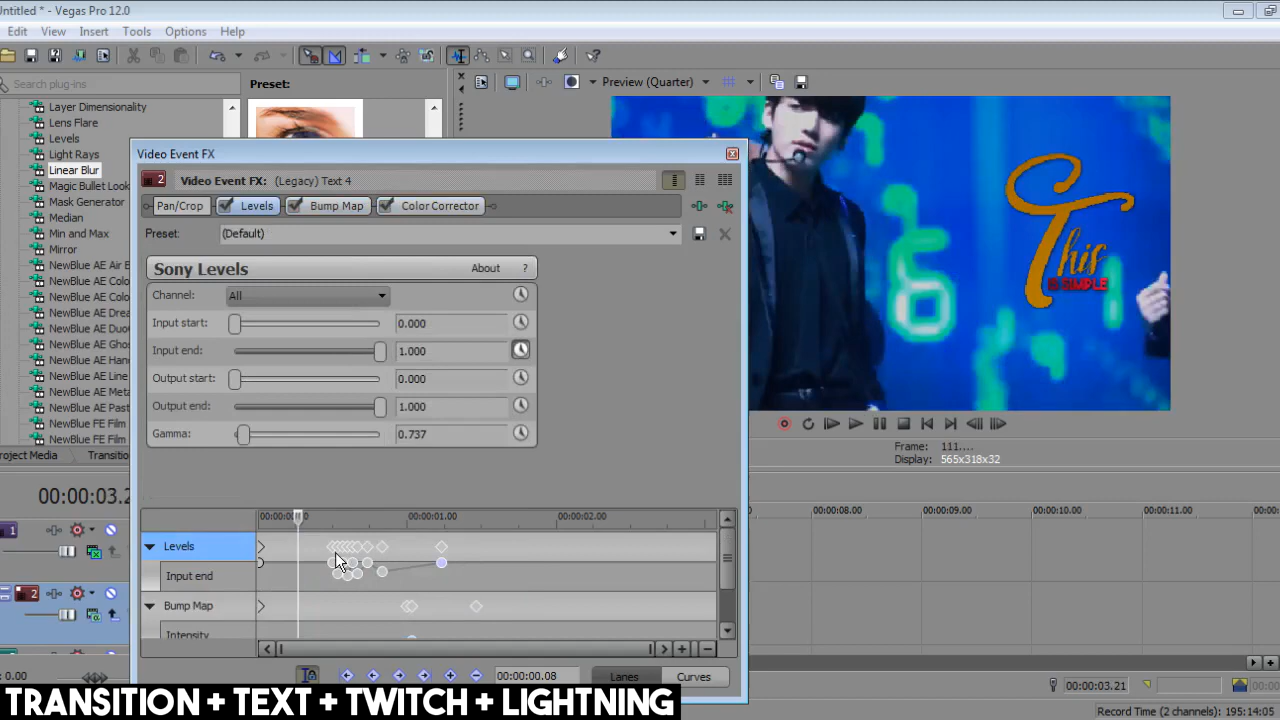 Untitled * - Vegas Pro 12.0
Edit View Insert Tools Options Help
Search plug-ins
Preset:
Preview (Quarter)
Layer Dimensionality
Lens Flare
Levels
Light Rays
Linear Blur
Magic Bullet Look
Mask Generator
Median
Min and Max
Mirror
NewBlue AE Air B
NewBlue AE Colo
NewBlue AE Colo
NewBlue AE Drea
NewBlue AE Duo
NewBlue AE Ghos
NewBlue AE Hand
NewBlue AE Line
NewBlue AE Meta
NewBlue AE Past
NewBlue FE Film
NewBlue FE Film
roject Media Transitio
Video Event FX
2 Video Event FX: (Legacy) Text 4
Pan/Crop Levels Bump Map Color Corrector
Preset: (Default)
Sony Levels About ?
Channel: All
Input start: 0.000
Input end: 1.000
Output start: 0.000
Output end: 1.000
Gamma: 0.737
00:00:01.00 00:00:02.00
Levels
Input end
Bump Map
Intensity
00:00:00.08 Lanes Curves
This
IS SIMPLE
Frame: 111....
Display: 565x318x32
00:00:03.2
1
2
00:00:08.00 00:00:09.00 00:00:10.00 00:00:11.00 00:00
0.00
00:00:03.21
Record Time (2 channels): 195:14:05
TRANSITION + TEXT + TWITCH + LIGHTNING